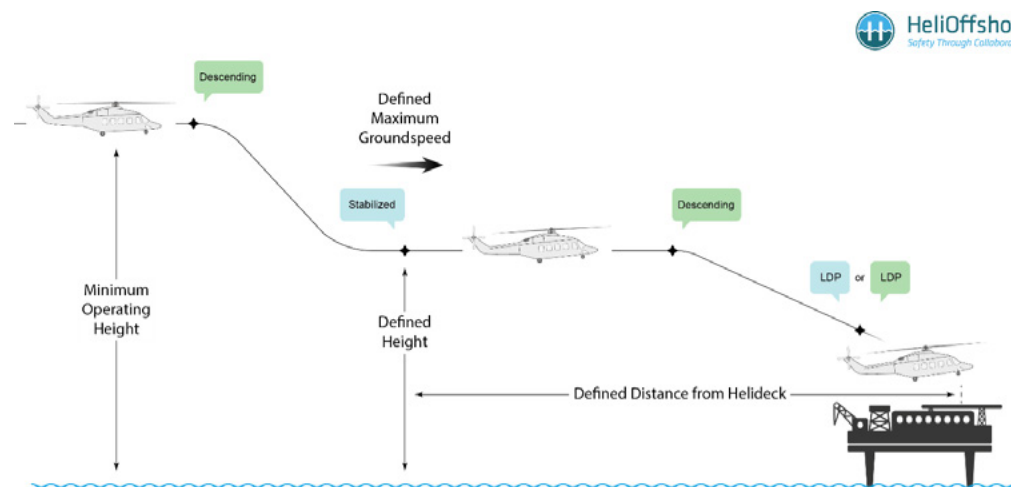 HeliOffsho
Safety Through Collabora
Descending
Defined
Maximum
Groundspeed
Stabilized
Descending
LDP or LDP
Minimum
Operating
Height
Defined
Height
Defined Distance from Helideck